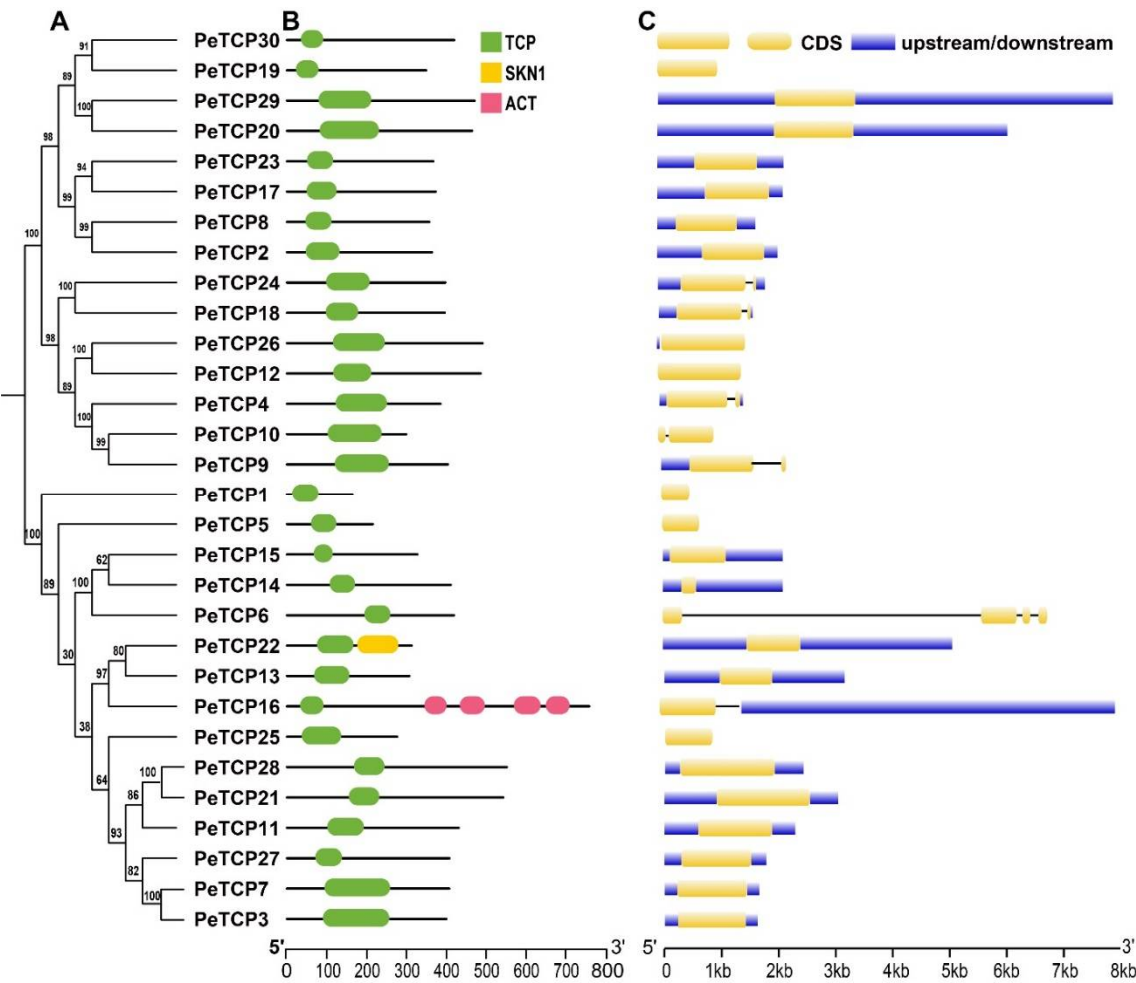 A B C
91 PeTCP30 TCP CDS upstream/downstream
89 PeTCP19 SKN1
100 PeTCP29 ACT
98 PeTCP20
94 PeTCP23
99 PeTCP17
99 PeTCP8
100 PeTCP2
100 PeTCP24
98 PeTCP18
100 PeTCP26
89 PeTCP12
100 PeTCP4
99 PeTCP10
PeTCP9
100 PeTCP1
89 PeTCP5
62 PeTCP15
100 PeTCP14
PeTCP6
30 80 PeTCP22
97 PeTCP13
38 PeTCP16
64 PeTCP25
100 PeTCP28
86 PeTCP21
93 PeTCP11
82 PeTCP27
100 PeTCP7
PeTCP3
5' 3' 5' 3'
0 100 200 300 400 500 600 700 800 0 1kb 2kb 3kb 4kb 5kb 6kb 7kb 8kb